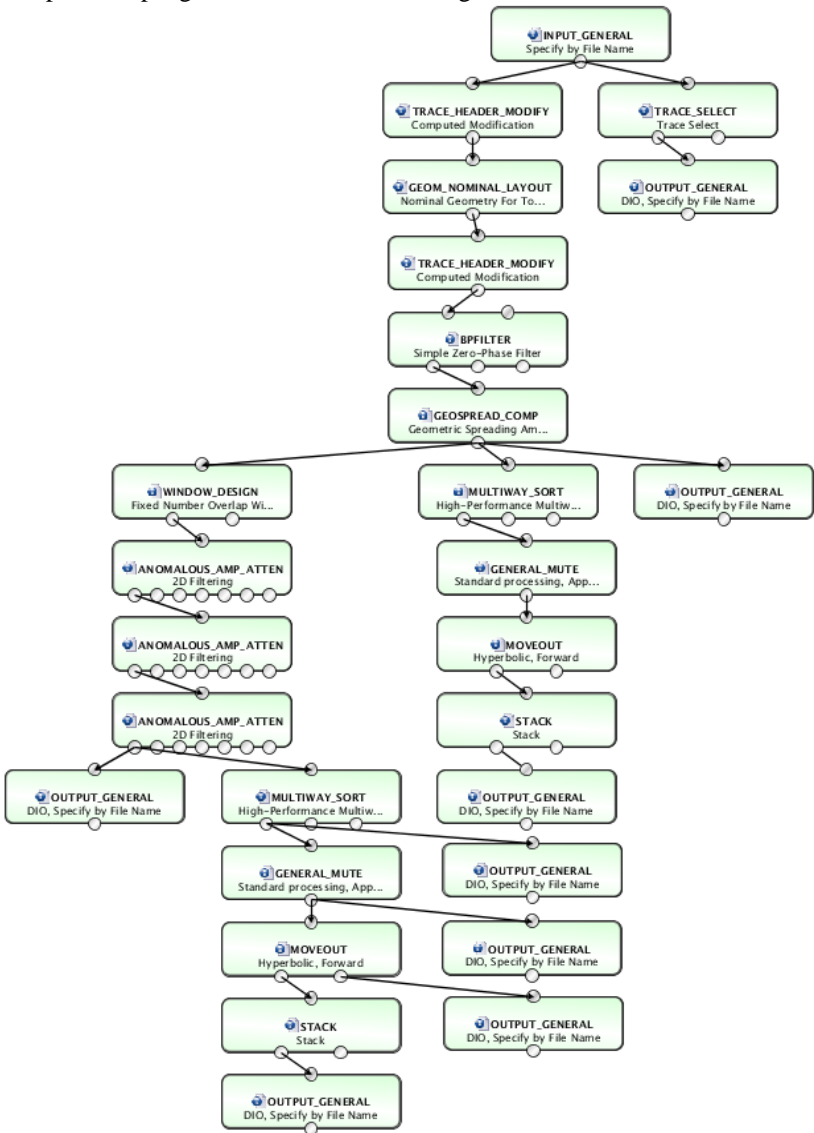 INPUT_GENERAL
Specify by File Name
TRACE_HEADER_MODIFY
Computed Modification
TRACE_SELECT
Trace Select
GEOM_NOMINAL_LAYOUT
Nominal Geometry For To...
OUTPUT_GENERAL
DIO, Specify by File Name
TRACE_HEADER_MODIFY
Computed Modification
BPFILTER
Simple Zero-Phase Filter
GEOSPREAD_COMP
Geometric Spreading Am...
WINDOW_DESIGN
Fixed Number Overlap Wi...
MULTIWAY_SORT
High-Performance Multiw...
OUTPUT_GENERAL
DIO, Specify by File Name
ANOMALOUS_AMP_ATTEN
2D Filtering
GENERAL_MUTE
Standard processing, App...
ANOMALOUS_AMP_ATTEN
2D Filtering
MOVEOUT
Hyperbolic, Forward
ANOMALOUS_AMP_ATTEN
2D Filtering
STACK
Stack
OUTPUT_GENERAL
DIO, Specify by File Name
MULTIWAY_SORT
High-Performance Multiw...
OUTPUT_GENERAL
DIO, Specify by File Name
GENERAL_MUTE
Standard processing, App...
OUTPUT_GENERAL
DIO, Specify by File Name
MOVEOUT
Hyperbolic, Forward
OUTPUT_GENERAL
DIO, Specify by File Name
STACK
Stack
OUTPUT_GENERAL
DIO, Specify by File Name
OUTPUT_GENERAL
DIO, Specify by File Name